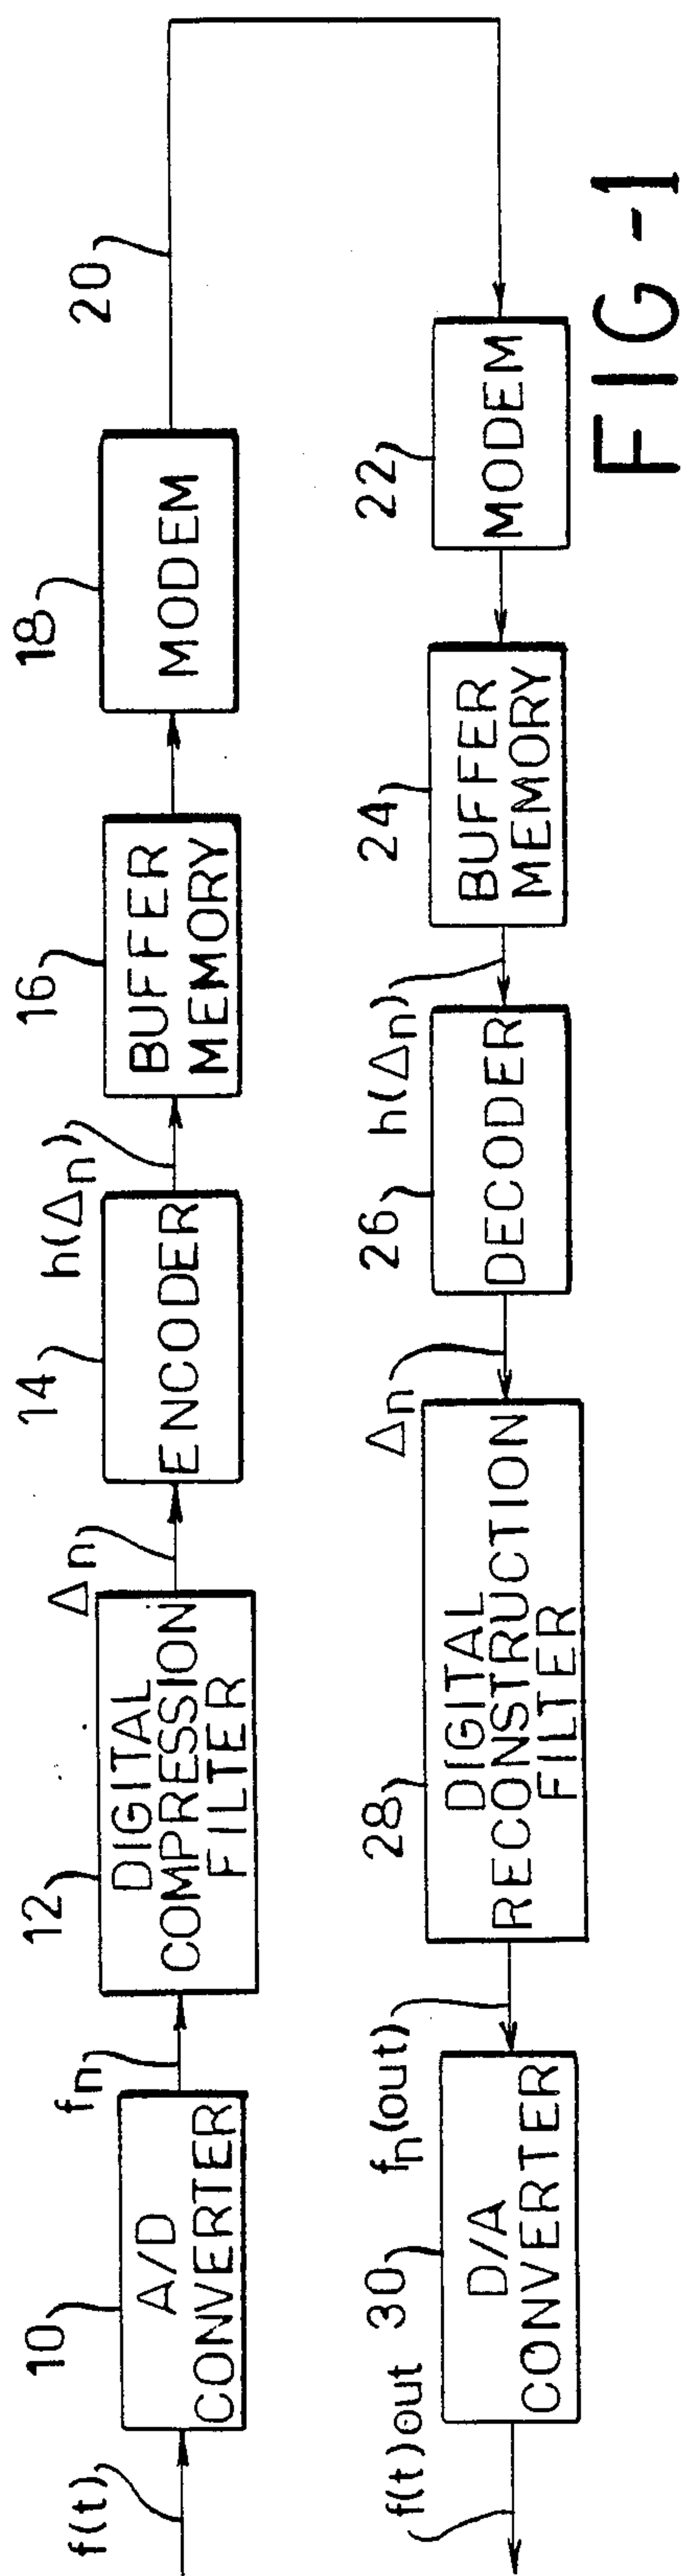 f(t)
10
A/D
CONVERTER
fn
12
DIGITAL
COMPRESSION
FILTER
Δn
14
ENCODER
h(Δn)
16
BUFFER
MEMORY
18
MODEM
20
22
MODEM
24
BUFFER
MEMORY
h(Δn)
26
DECODER
Δn
28
DIGITAL
RECONSTRUCTION
FILTER
fn(out)
30
D/A
CONVERTER
f(t)out
FIG-1